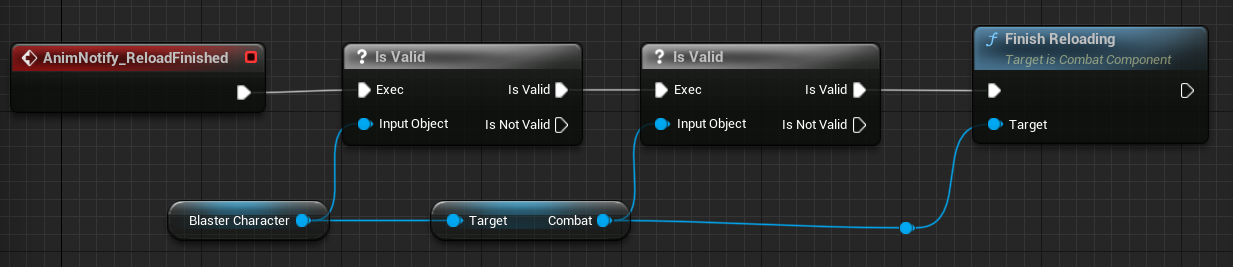 AnimNotify_ReloadFinished
? Is Valid
Exec
Is Valid
Input Object
Is Not Valid
? Is Valid
Exec
Is Valid
Input Object
Is Not Valid
f Finish Reloading
Target is Combat Component
Target
Blaster Character
Target
Combat